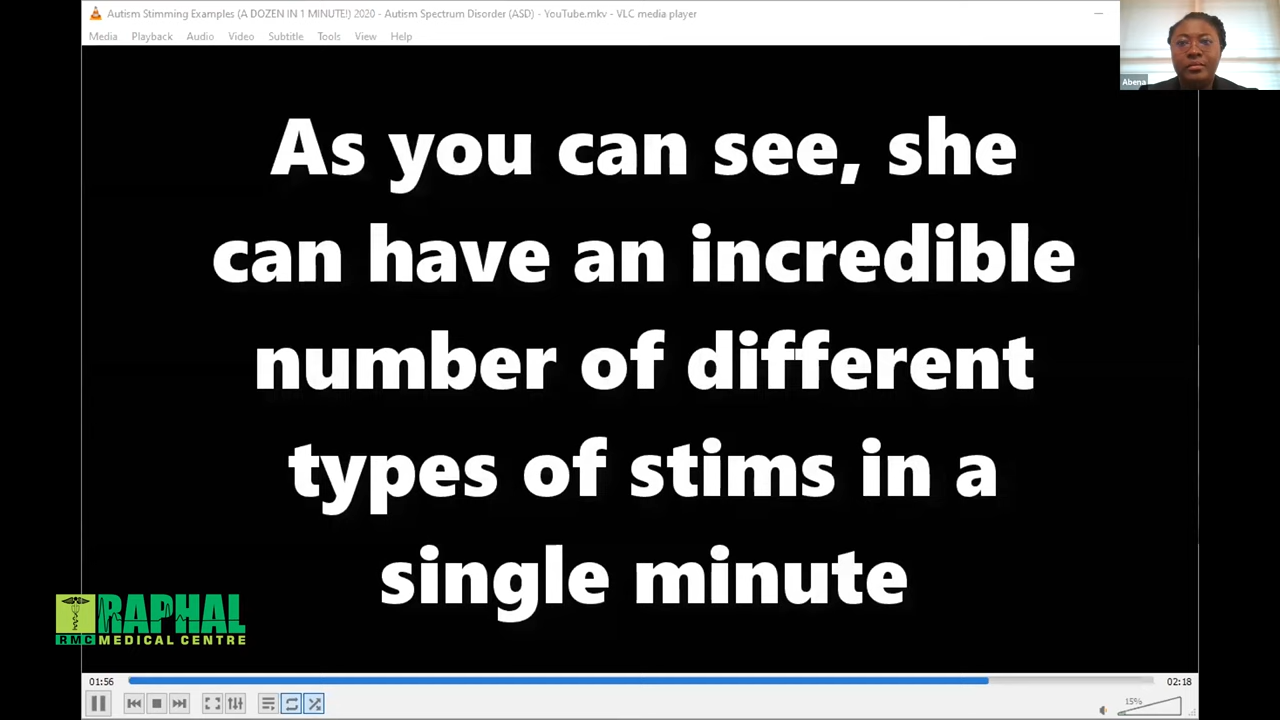 Autism Stimming Examples (A DOZEN IN 1 MINUTE!) 2020 - Autism Spectrum Disorder (ASD) - YouTube.mkv - VLC media player
Media Playback Audio Video Subtitle Tools View Help
Abena
As you can see, she
can have an incredible
number of different
types of stims in a
single minute
RAPHAL
RMC MEDICAL CENTRE
01:56
02:18
15%